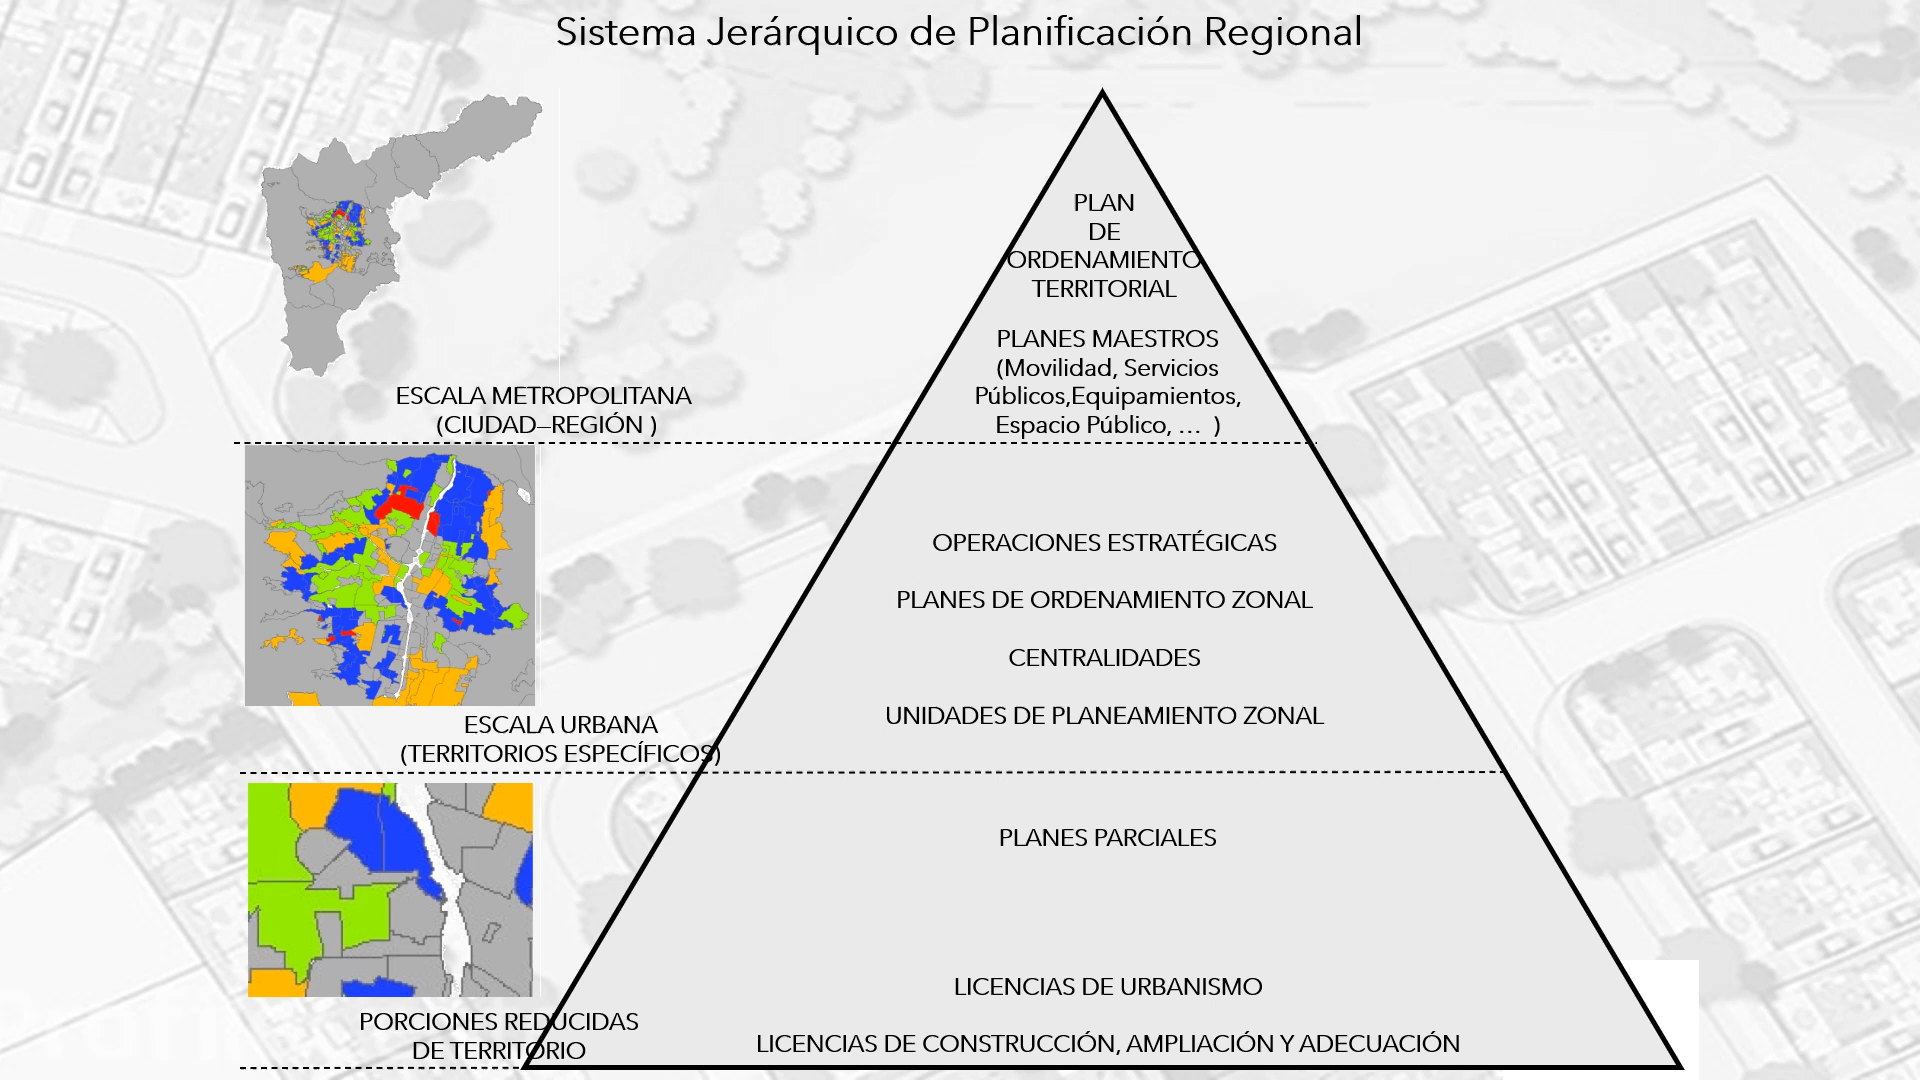 Sistema Jerárquico de Planificación Regional
PLAN
DE
ORDENAMIENTO
TERRITORIAL
PLANES MAESTROS
(Movilidad, Servicios
Públicos,Equipamientos,
Espacio Público, … )
ESCALA METROPOLITANA
(CIUDAD–REGIÓN )
OPERACIONES ESTRATÉGICAS
PLANES DE ORDENAMIENTO ZONAL
CENTRALIDADES
UNIDADES DE PLANEAMIENTO ZONAL
ESCALA URBANA
(TERRITORIOS ESPECÍFICOS)
PLANES PARCIALES
LICENCIAS DE URBANISMO
LICENCIAS DE CONSTRUCCIÓN, AMPLIACIÓN Y ADECUACIÓN
PORCIONES REDUCIDAS
DE TERRITORIO